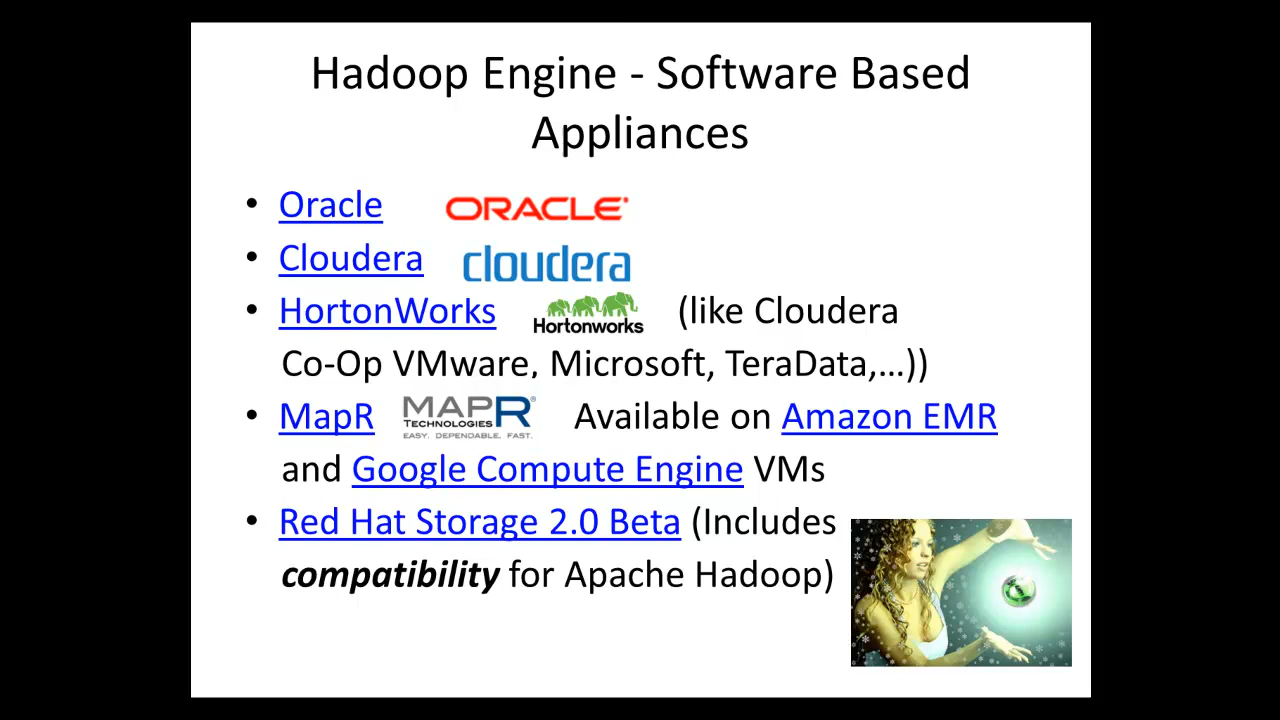 Hadoop Engine - Software Based
Appliances
• Oracle ORACLE®
• Cloudera cloudera
• HortonWorks Hortonworks (like Cloudera
Co-Op VMware, Microsoft, TeraData,...))
• MapR MAPR® TECHNOLOGIES EASY. DEPENDABLE. FAST. Available on Amazon EMR
and Google Compute Engine VMs
• Red Hat Storage 2.0 Beta (Includes
compatibility for Apache Hadoop)